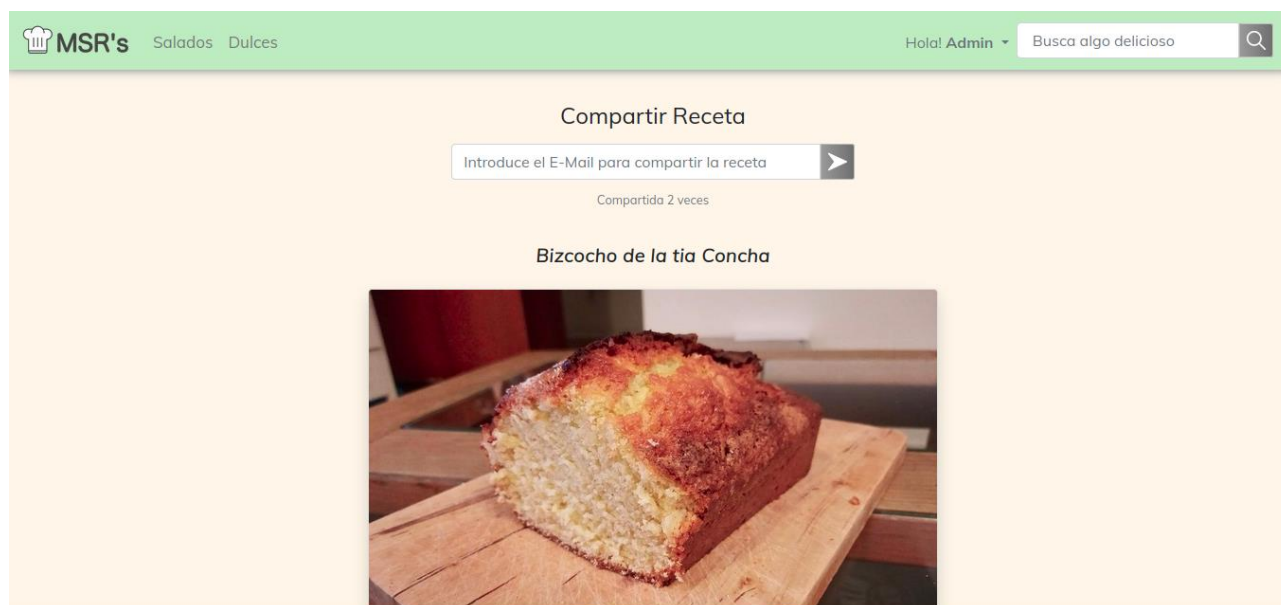 MSR's Salados Dulces Hola! Admin Busca algo delicioso
Compartir Receta
Introduce el E-Mail para compartir la receta
Compartida 2 veces
Bizcocho de la tia Concha